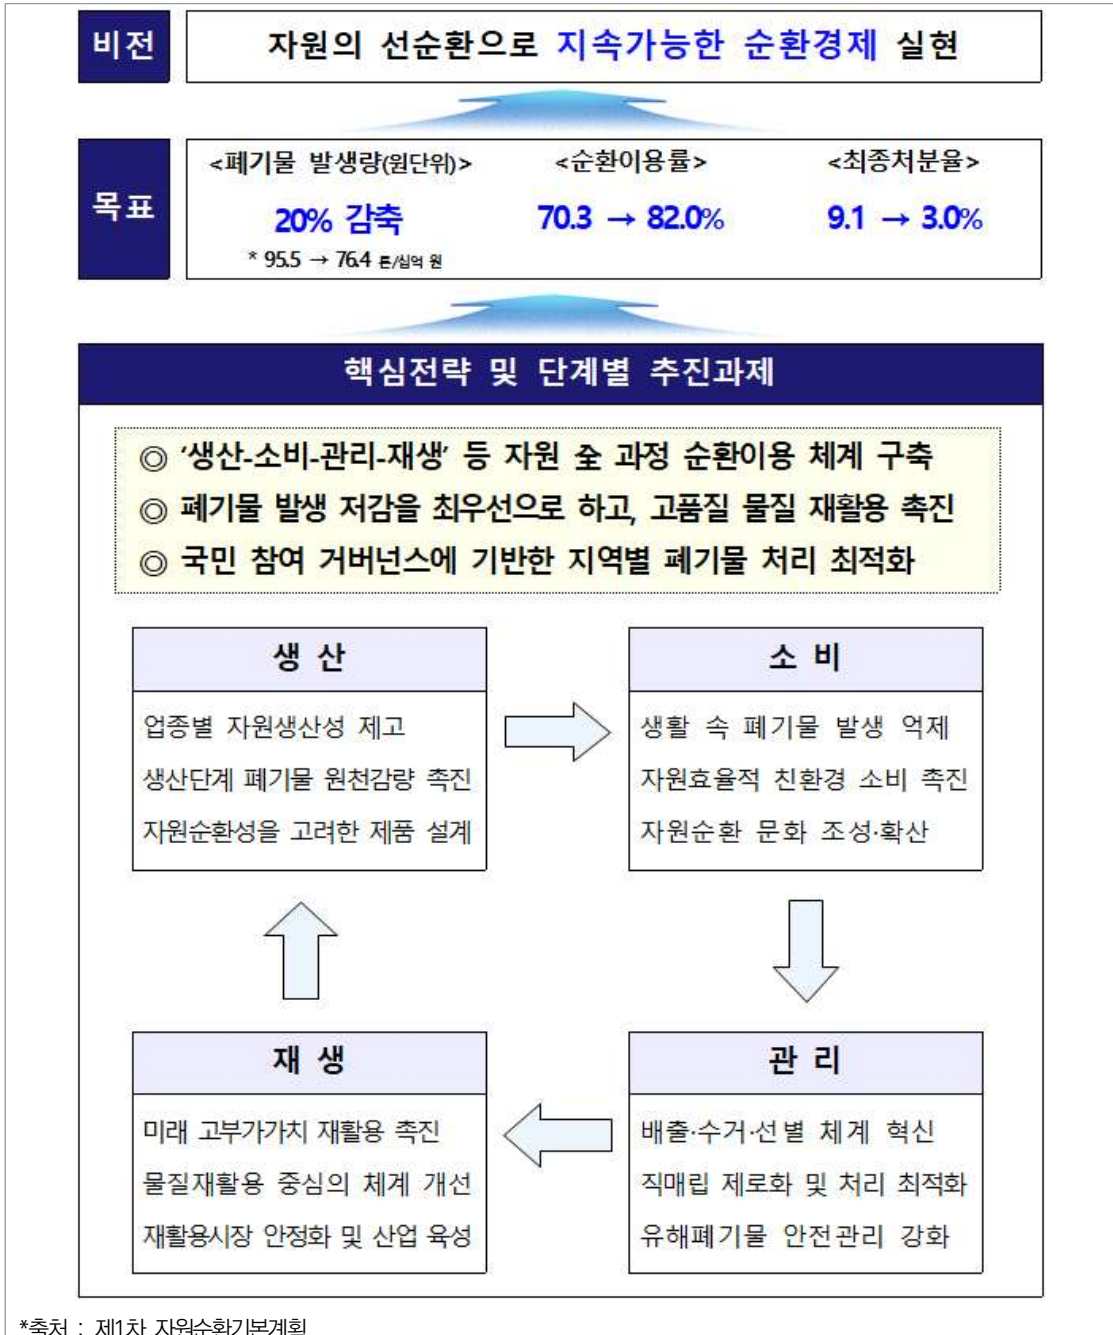 비전
자원의 선순환으로 지속가능한 순환경제 실현
목표
<폐기물 발생량(원단위)> <순환이용률> <최종처분율>
20% 감축 70.3 → 82.0% 9.1 → 3.0%
* 95.5 → 76.4 톤/십억 원
핵심전략 및 단계별 추진과제
◎ '생산-소비-관리-재생' 등 자원 全 과정 순환이용 체계 구축
◎ 폐기물 발생 저감을 최우선으로 하고, 고품질 물질 재활용 촉진
◎ 국민 참여 거버넌스에 기반한 지역별 폐기물 처리 최적화
생 산
업종별 자원생산성 제고
생산단계 폐기물 원천감량 촉진
자원순환성을 고려한 제품 설계
소 비
생활 속 폐기물 발생 억제
자원효율적 친환경 소비 촉진
자원순환 문화 조성·확산
재 생
미래 고부가가치 재활용 촉진
물질재활용 중심의 체계 개선
재활용시장 안정화 및 산업 육성
관 리
배출·수거·선별 체계 혁신
직매립 제로화 및 처리 최적화
유해폐기물 안전관리 강화
*출처 : 제1차 자원순환기본계획